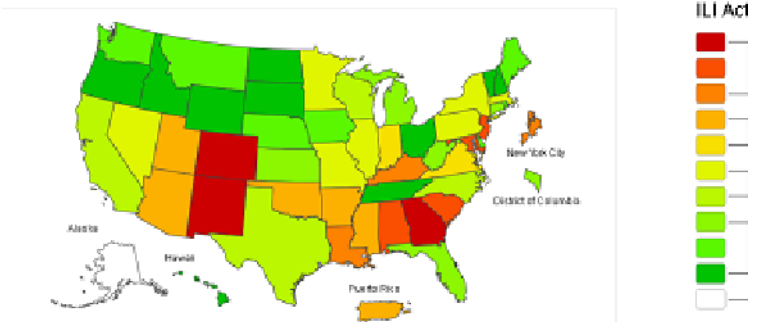 ILI Act
New York City
District of Columbia
Alaska
Hawaii
Puerto Rico